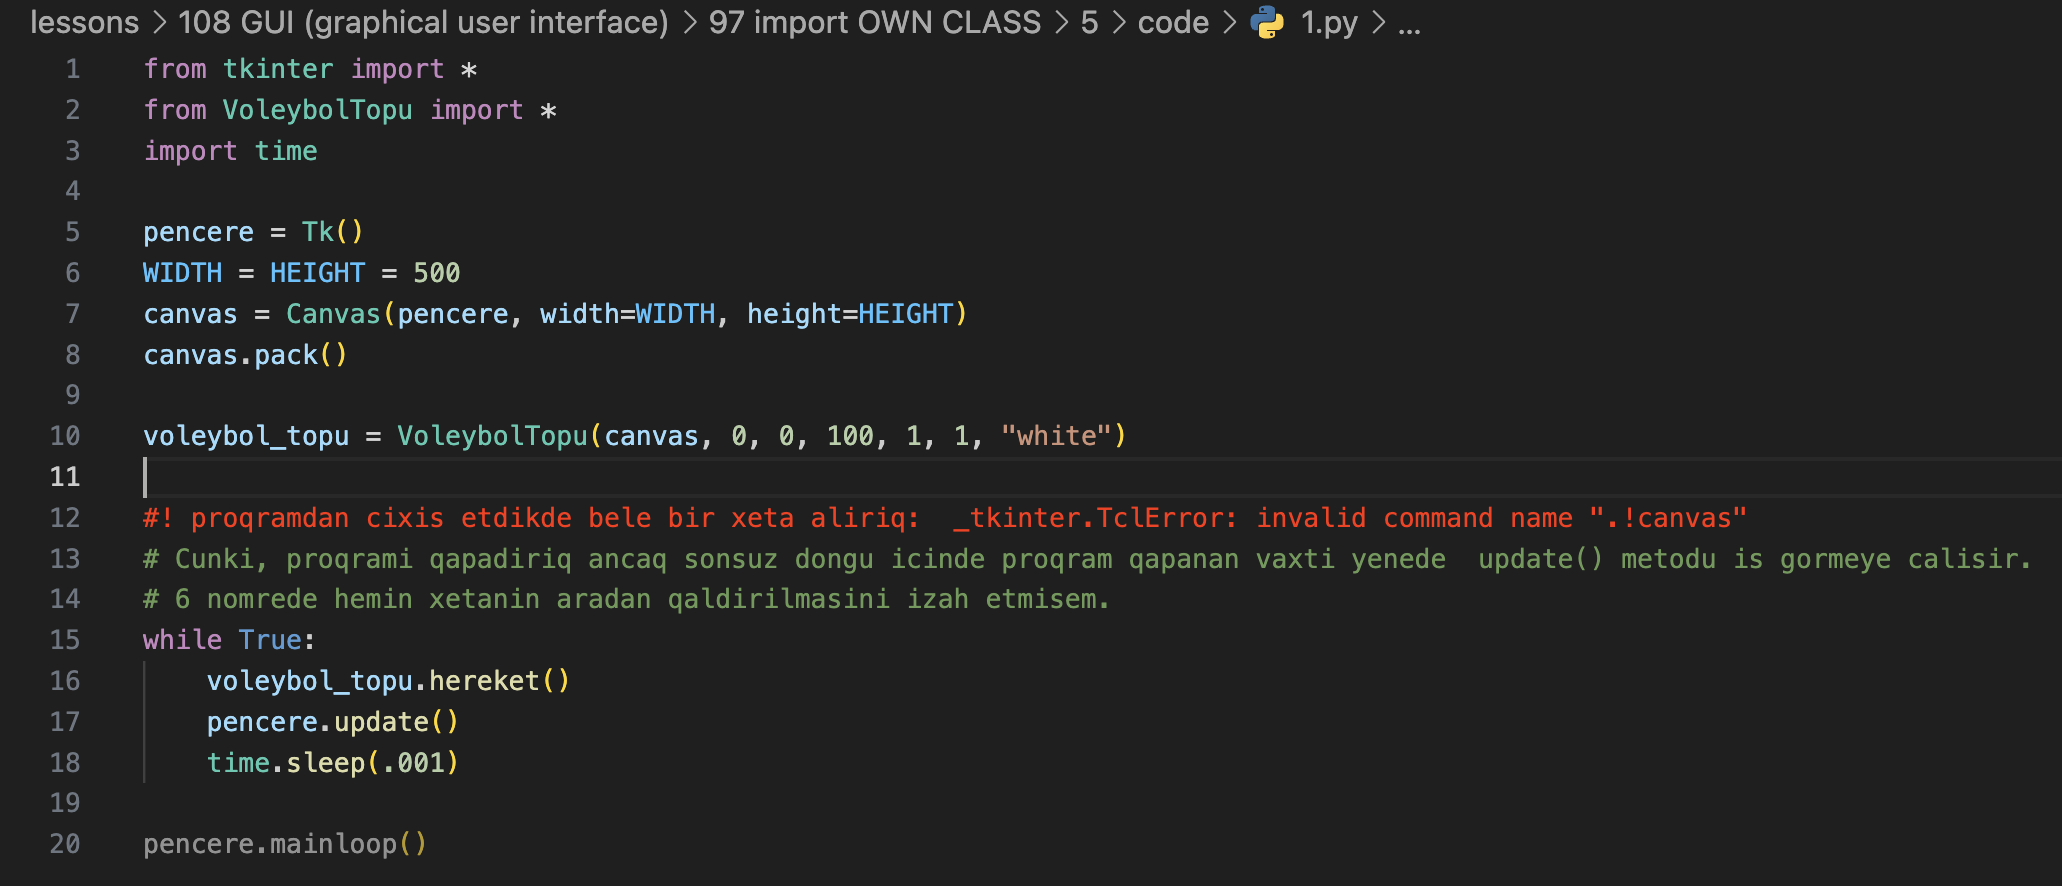 lessons > 108 GUI (graphical user interface) > 97 import OWN CLASS > 5 > code > 1.py > ...
1 from tkinter import *
2 from VoleybolTopu import *
3 import time
4
5 pencere = Tk()
6 WIDTH = HEIGHT = 500
7 canvas = Canvas(pencere, width=WIDTH, height=HEIGHT)
8 canvas.pack()
9
10 voleybol_topu = VoleybolTopu(canvas, 0, 0, 100, 1, 1, "white")
11
12 #! proqramdan cixis etdikde bele bir xeta aliriq:  _tkinter.TclError: invalid command name ".!canvas"
13 # Cunki, proqrami qapadiriq ancaq sonsuz dongu icinde proqram qapanan vaxti yenede  update() metodu is gormeye calisir.
14 # 6 nomrede hemin xetanin aradan qaldirilmasini izah etmisem.
15 while True:
16     voleybol_topu.hereket()
17     pencere.update()
18     time.sleep(.001)
19
20 pencere.mainloop()